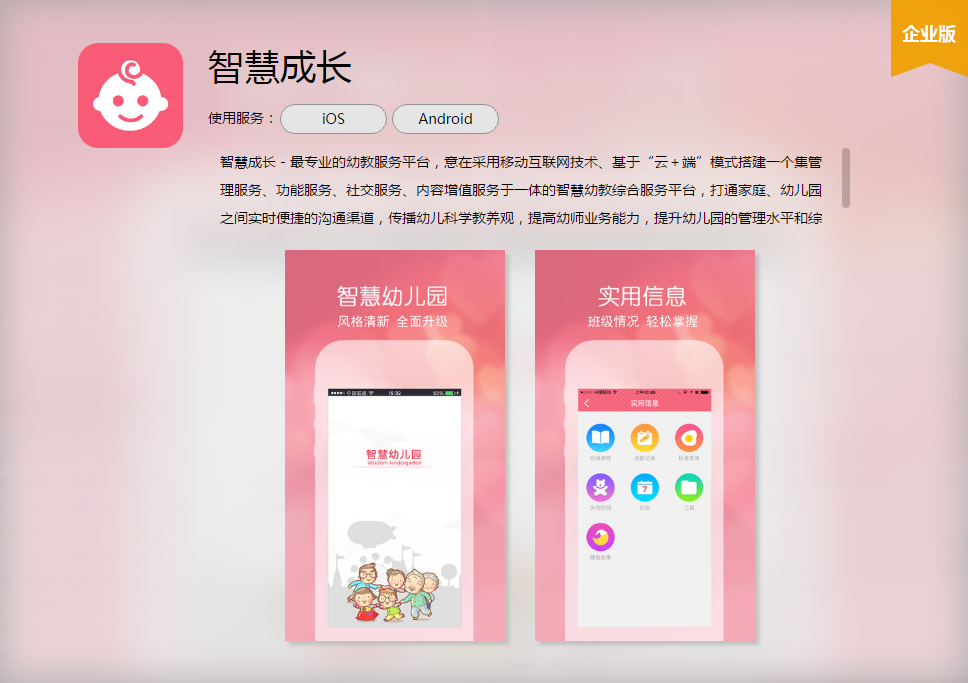 企业版
智慧成长
使用服务：
iOS
Android
智慧成长 - 最专业的幼教服务平台，意在采用移动互联网技术、基于“云＋端”模式搭建一个集管
理服务、功能服务、社交服务、内容增值服务于一体的智慧幼教综合服务平台，打通家庭、幼儿园
之间实时便捷的沟通渠道，传播幼儿科学教养观，提高幼师业务能力，提升幼儿园的管理水平和综
智慧幼儿园
风格清新 全面升级
15:32
83%
智慧幼儿园
Wisdom kindergarten
实用信息
班级情况 轻松掌握
实用信息
7
工具